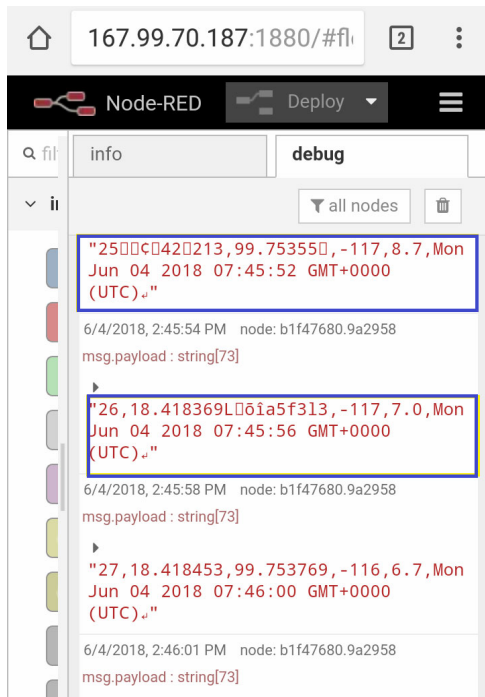 167.99.70.187:1880/#fl
2
Node-RED
Deploy
fil
info
debug
all nodes
"25▯▯¢▯42▯213,99.75355▯,-117,8.7,Mon
Jun 04 2018 07:45:52 GMT+0000
(UTC)↵"
6/4/2018, 2:45:54 PM node: b1f47680.9a2958
msg.payload : string[73]
"26,18.418369L▯õîa5f3l3,-117,7.0,Mon
Jun 04 2018 07:45:56 GMT+0000
(UTC)↵"
6/4/2018, 2:45:58 PM node: b1f47680.9a2958
msg.payload : string[73]
"27,18.418453,99.753769,-116,6.7,Mon
Jun 04 2018 07:46:00 GMT+0000
(UTC)↵"
6/4/2018, 2:46:01 PM node: b1f47680.9a2958
msg.payload : string[73]